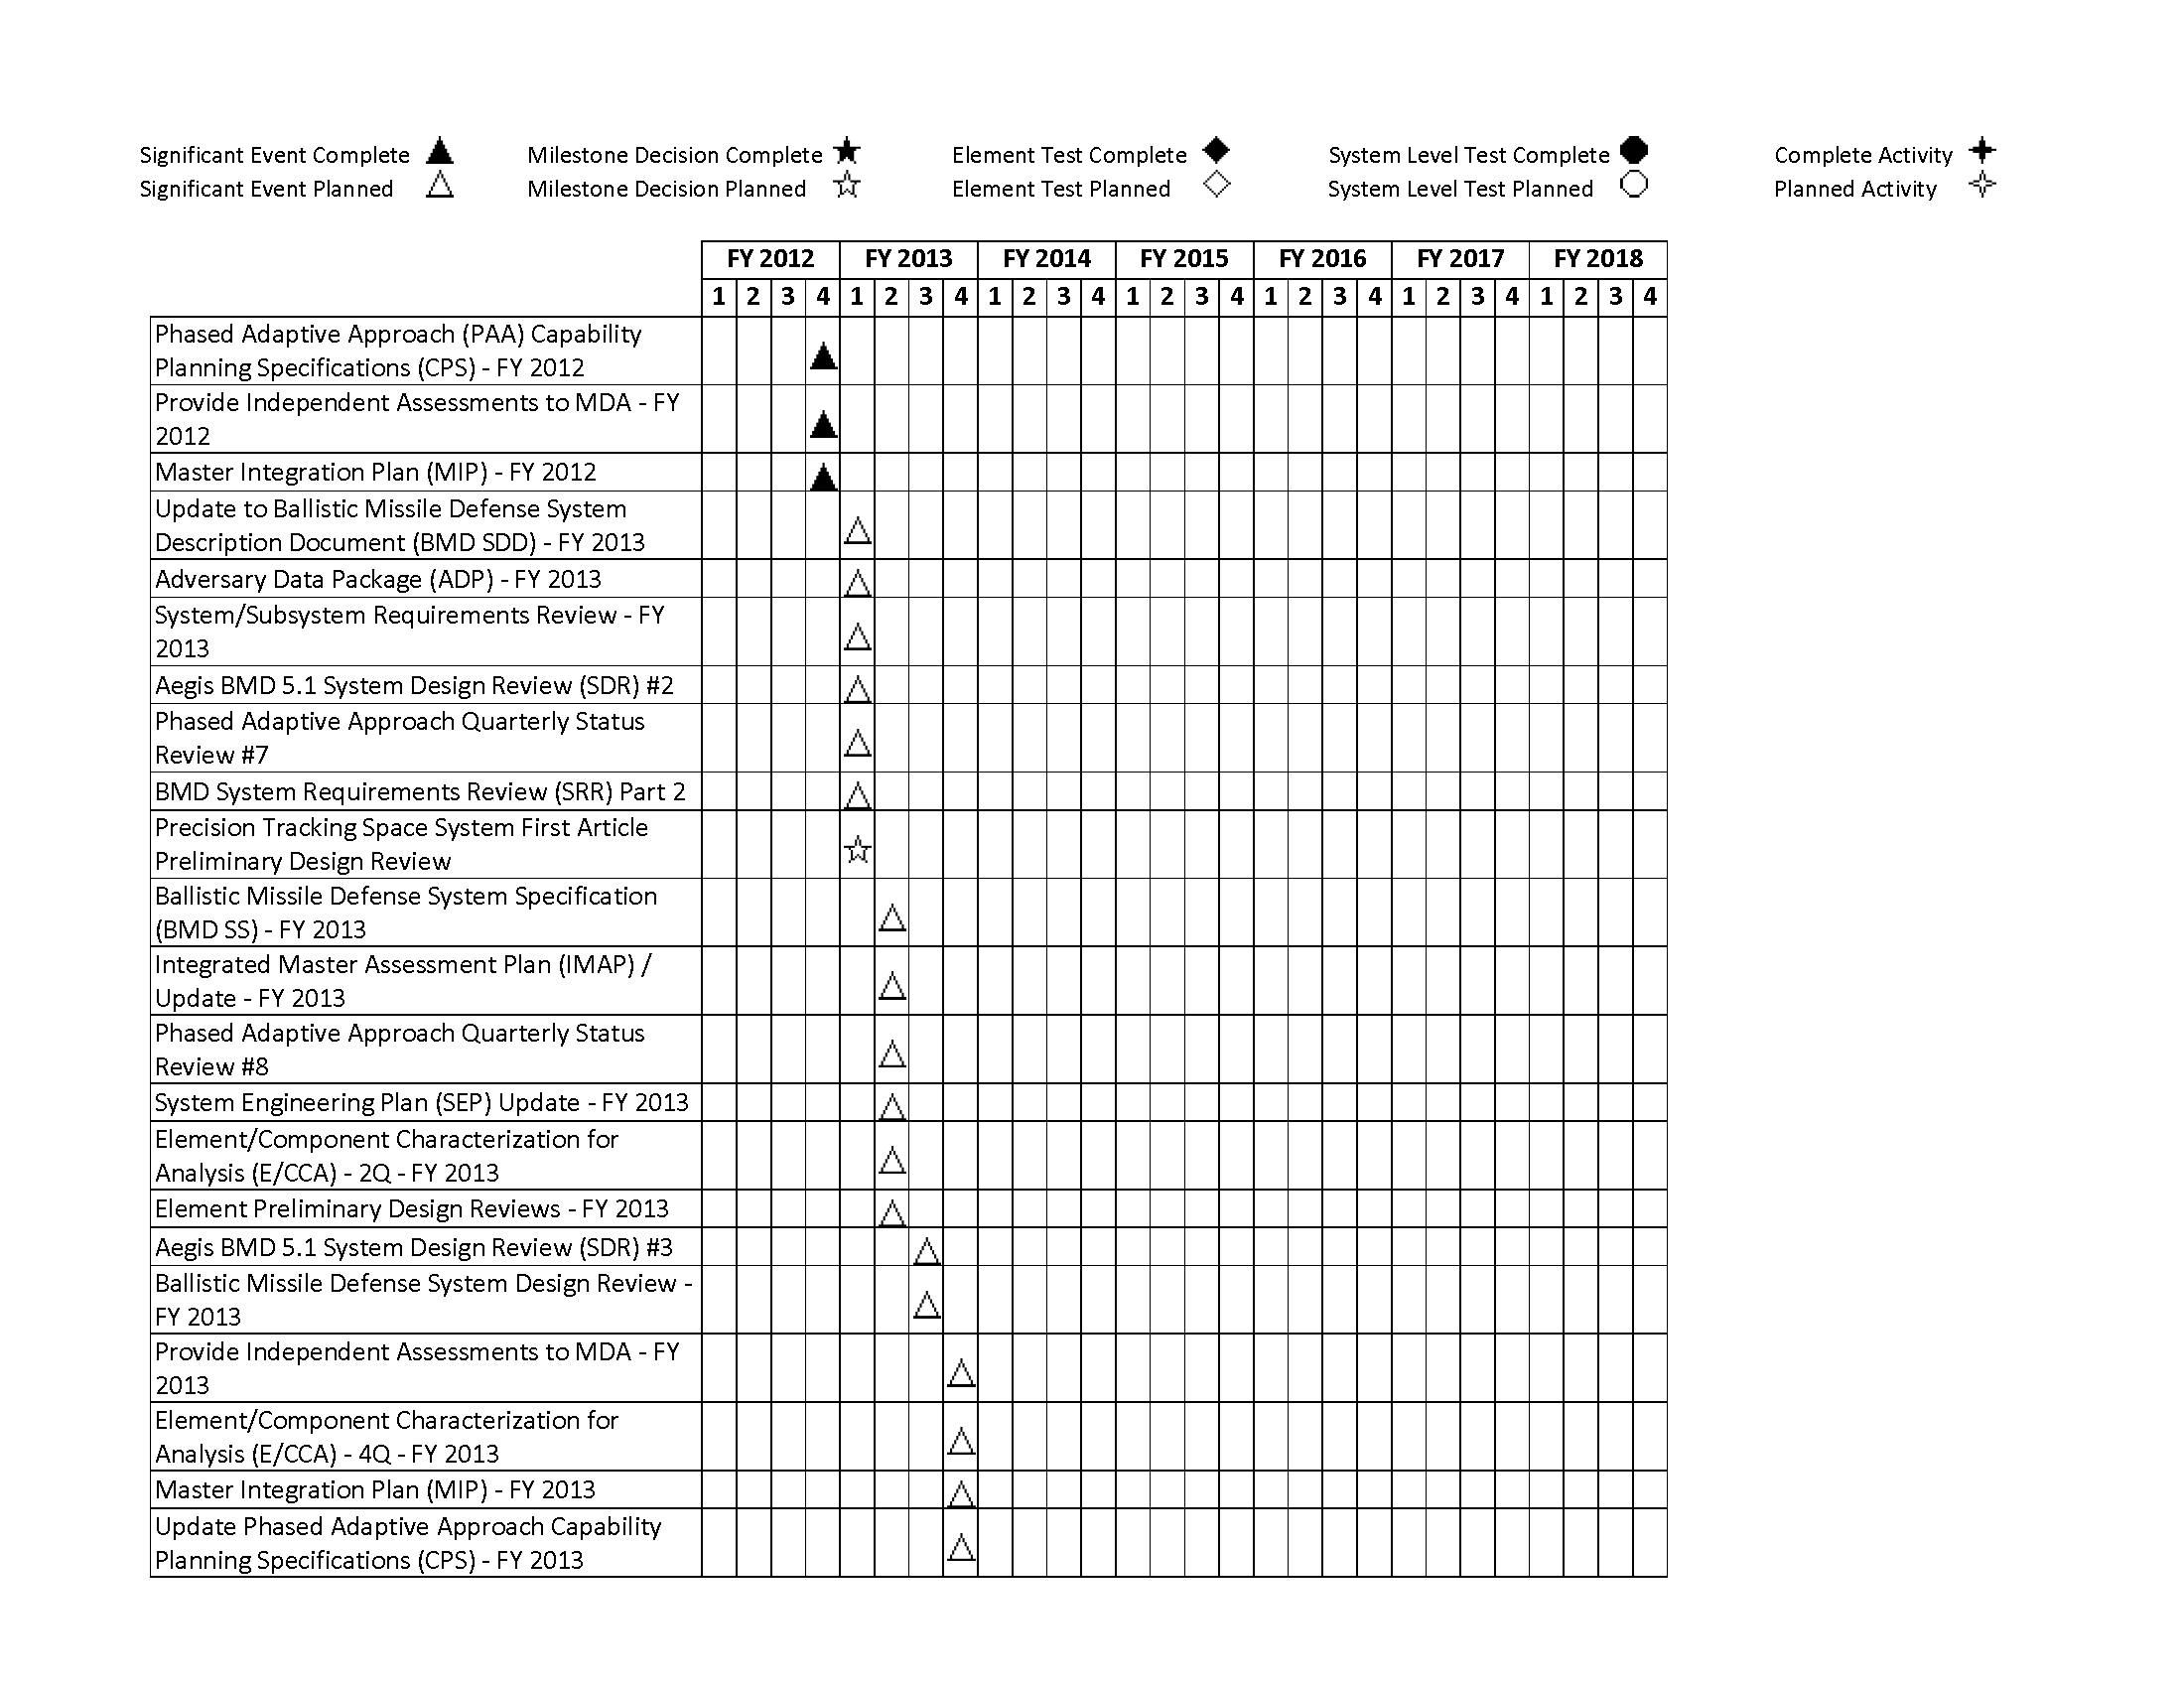 Significant Event Complete Milestone Decision Complete Element Test Complete System Level Test Complete Complete Activity
Significant Event Planned Milestone Decision Planned Element Test Planned System Level Test Planned Planned Activity
FY 2012 FY 2013 FY 2014 FY 2015 FY 2016 FY 2017 FY 2018
1 2 3 4 1 2 3 4 1 2 3 4 1 2 3 4 1 2 3 4 1 2 3 4 1 2 3 4
Phased Adaptive Approach (PAA) Capability
Planning Specifications (CPS) - FY 2012
Provide Independent Assessments to MDA - FY
2012
Master Integration Plan (MIP) - FY 2012
Update to Ballistic Missile Defense System
Description Document (BMD SDD) - FY 2013
Adversary Data Package (ADP) - FY 2013
System/Subsystem Requirements Review - FY
2013
Aegis BMD 5.1 System Design Review (SDR) #2
Phased Adaptive Approach Quarterly Status
Review #7
BMD System Requirements Review (SRR) Part 2
Precision Tracking Space System First Article
Preliminary Design Review
Ballistic Missile Defense System Specification
(BMD SS) - FY 2013
Integrated Master Assessment Plan (IMAP) /
Update - FY 2013
Phased Adaptive Approach Quarterly Status
Review #8
System Engineering Plan (SEP) Update - FY 2013
Element/Component Characterization for
Analysis (E/CCA) - 2Q - FY 2013
Element Preliminary Design Reviews - FY 2013
Aegis BMD 5.1 System Design Review (SDR) #3
Ballistic Missile Defense System Design Review -
FY 2013
Provide Independent Assessments to MDA - FY
2013
Element/Component Characterization for
Analysis (E/CCA) - 4Q - FY 2013
Master Integration Plan (MIP) - FY 2013
Update Phased Adaptive Approach Capability
Planning Specifications (CPS) - FY 2013